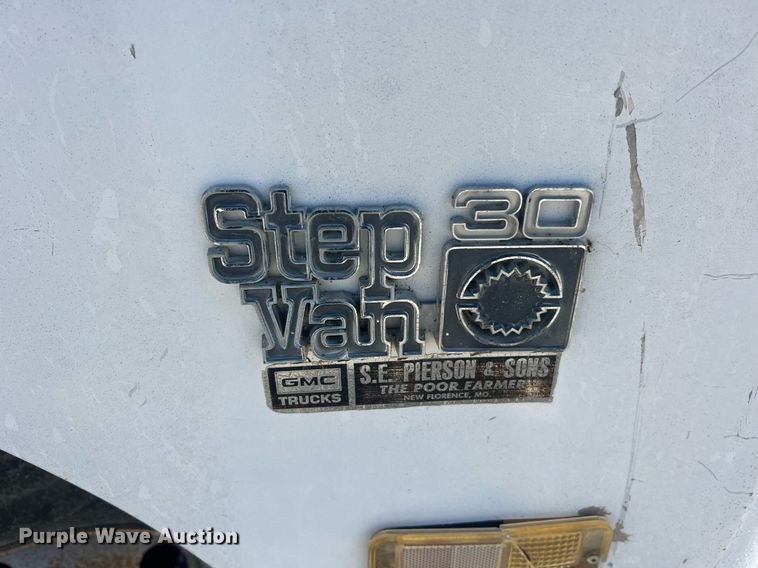 Step 30
Van
GMC
TRUCKS
S.E. PIERSON & SONS
THE POOR FARMER
NEW FLORENCE, MO.
Purple Wave Auction